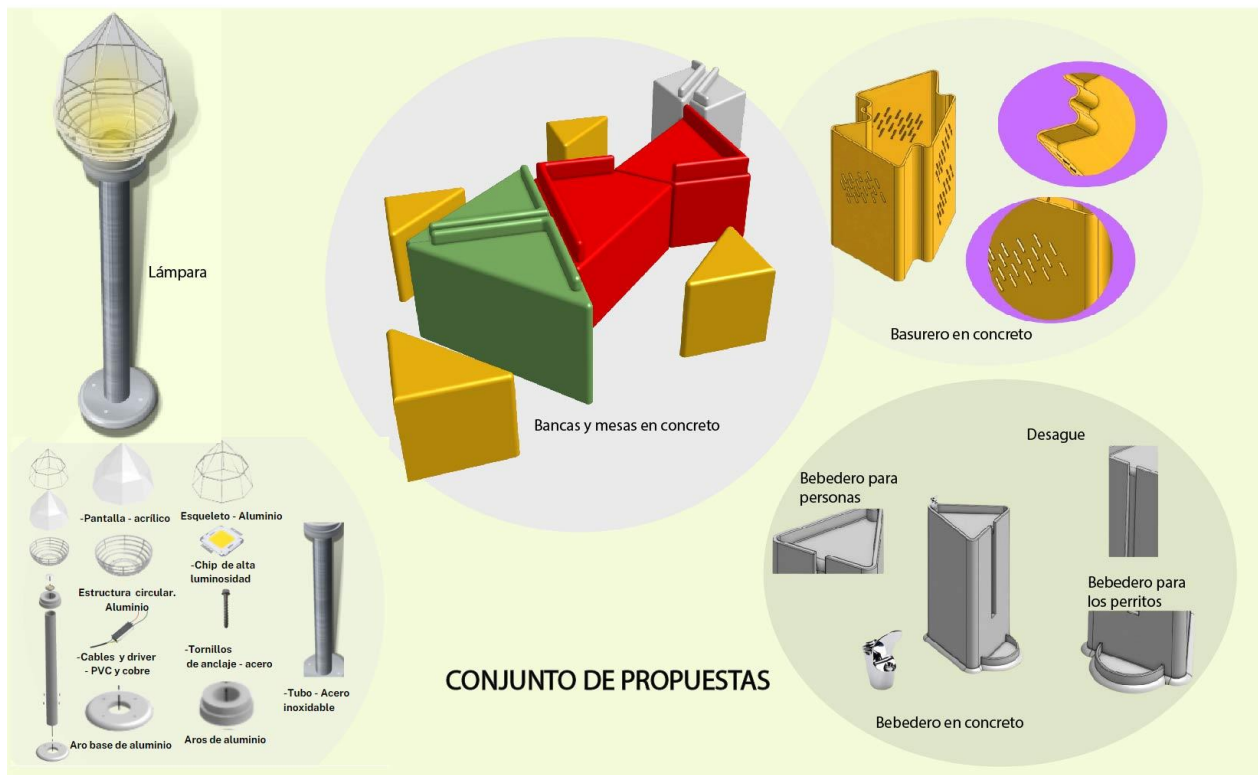 Lámpara
Bancas y mesas en concreto
Basurero en concreto
Desague
Bebedero para
personas
Bebedero para
los perritos
Bebedero en concreto
CONJUNTO DE PROPUESTAS
-Pantalla - acrílico
Esqueleto - Aluminio
-Chip de alta
luminosidad
Estructura circular.
Aluminio
-Cables y driver
- PVC y cobre
-Tornillos
de anclaje - acero
-Tubo - Acero
inoxidable
Aro base de aluminio
Aros de aluminio